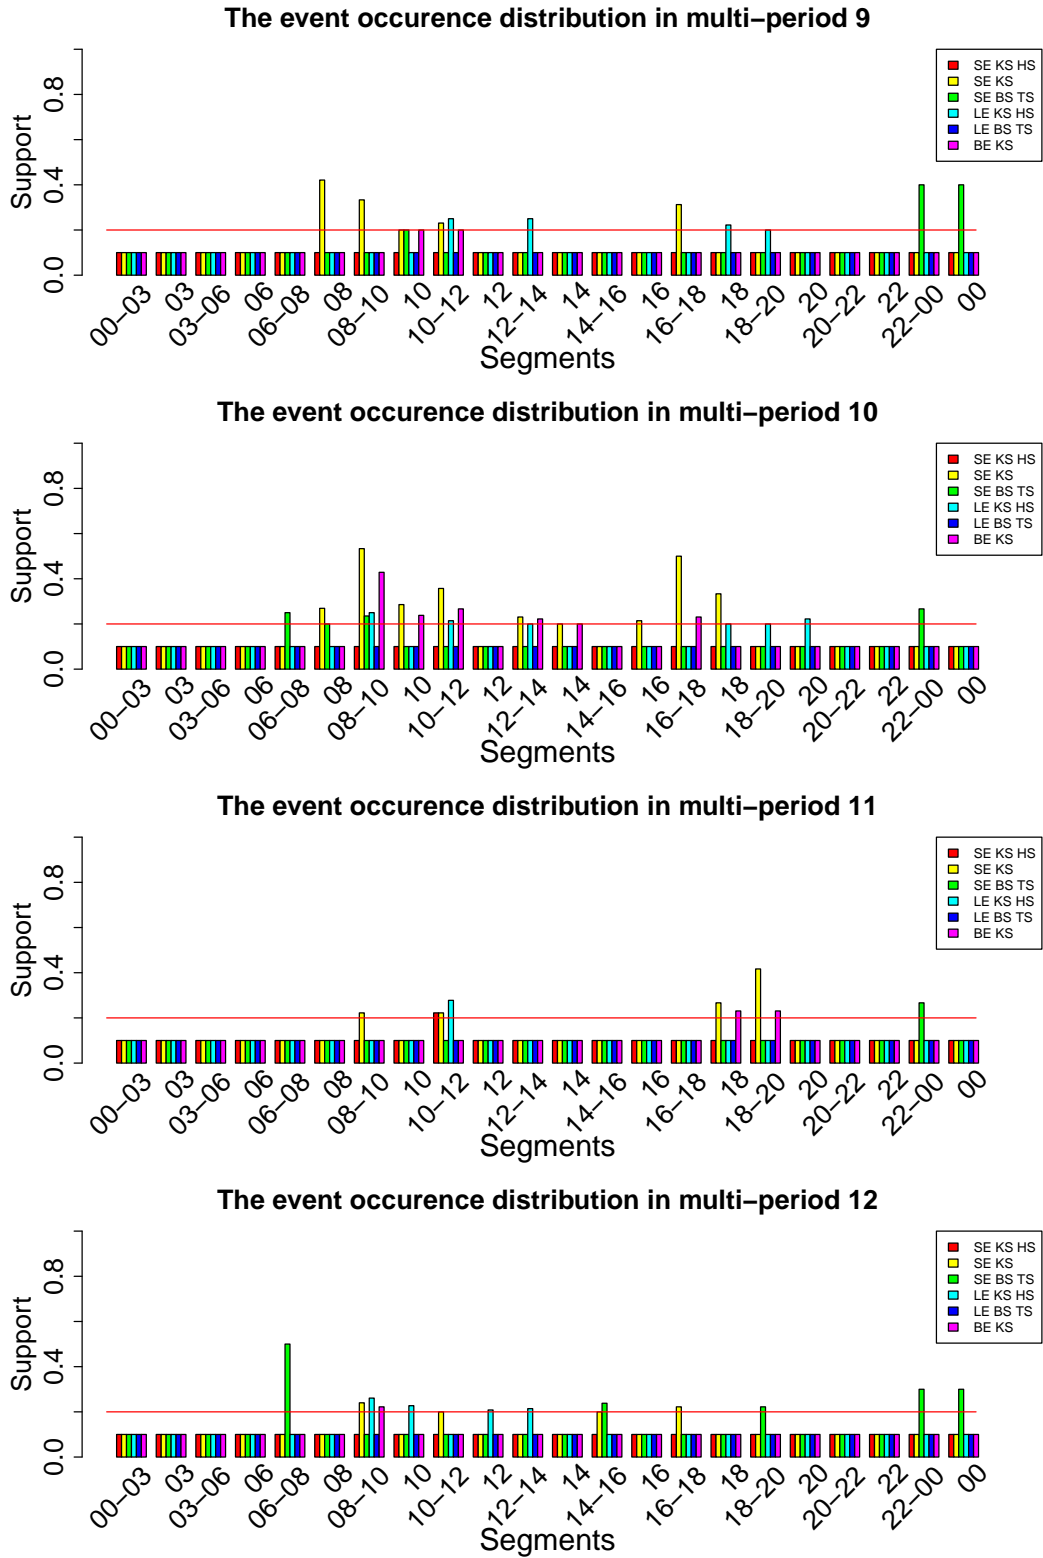 The event occurence distribution in multi−period 9
Support
0.0 0.4 0.8
SE KS HS
SE KS
SE BS TS
LE KS HS
LE BS TS
BE KS
00−03 03 03−06 06 06−08 08 08−10 10 10−12 12 12−14 14 14−16 16 16−18 18 18−20 20 20−22 22 22−00 00
Segments
The event occurence distribution in multi−period 10
Support
0.0 0.4 0.8
SE KS HS
SE KS
SE BS TS
LE KS HS
LE BS TS
BE KS
00−03 03 03−06 06 06−08 08 08−10 10 10−12 12 12−14 14 14−16 16 16−18 18 18−20 20 20−22 22 22−00 00
Segments
The event occurence distribution in multi−period 11
Support
0.0 0.4 0.8
SE KS HS
SE KS
SE BS TS
LE KS HS
LE BS TS
BE KS
00−03 03 03−06 06 06−08 08 08−10 10 10−12 12 12−14 14 14−16 16 16−18 18 18−20 20 20−22 22 22−00 00
Segments
The event occurence distribution in multi−period 12
Support
0.0 0.4 0.8
SE KS HS
SE KS
SE BS TS
LE KS HS
LE BS TS
BE KS
00−03 03 03−06 06 06−08 08 08−10 10 10−12 12 12−14 14 14−16 16 16−18 18 18−20 20 20−22 22 22−00 00
Segments